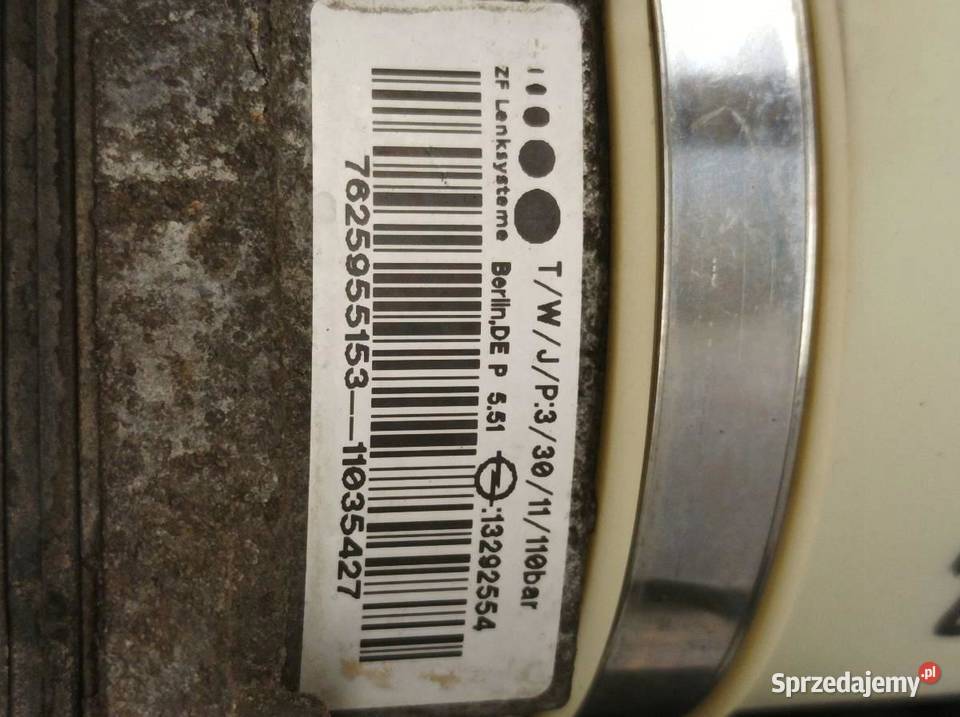 T/W/J/P:3/30/11/110bar
ZF Lenksysteme Berlin,DE P 5.51 :13292554
7625955153--11035427
Sprzedajemy.pl